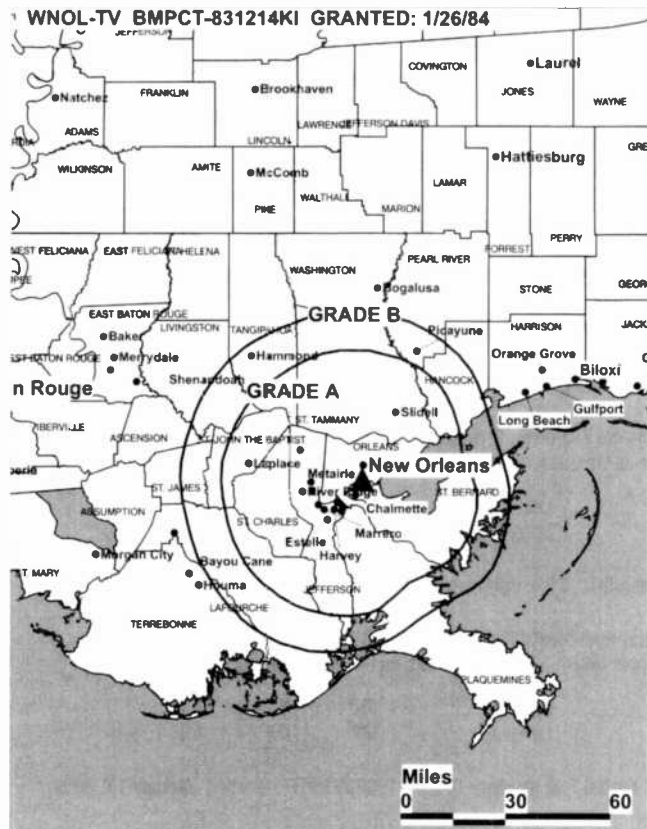 WNOL-TV BMPCT-831214KI GRANTED: 1/26/84
JEFFERSON
COVINGTON
Laurel
Natchez
FRANKLIN
Brookhaven
JONES
WAYNE
ADAMS
LAWRENCE
JEFFERSON DAVIS
LINCOLN
Hattiesburg
WILKINSON
AMITE
McComb
WALTHALL
LAMAR
MARION
PIKE
PERRY
FORREST
WEST FELICIANA
EAST FELICIANA
ST. HELENA
WASHINGTON
PEARL RIVER
Bogalusa
STONE
EAST BATON ROUGE
LIVINGSTON
TANGIPAHOA
GRADE B
Picayune
HARRISON
Baker
Hammond
Orange Grove
EAST BATON ROUGE
Merrydale
Shenandoah
HANCOCK
Biloxi
n Rouge
GRADE A
Slidell
Gulfport
Long Beach
ST. TAMMANY
IBERVILLE
ASCENSION
ST. JOHN THE BAPTIST
ORLEANS
Laplace
Metairie
New Orleans
ST. JAMES
River Ridge
ST. BERNARD
ASSUMPTION
Chalmette
ST. CHARLES
Marrero
Estelle
Harvey
Morgan City
Bayou Cane
ST MARY
Houma
JEFFERSON
LAFOURCHE
TERREBONNE
PLAQUEMINES
Miles
0 30 60